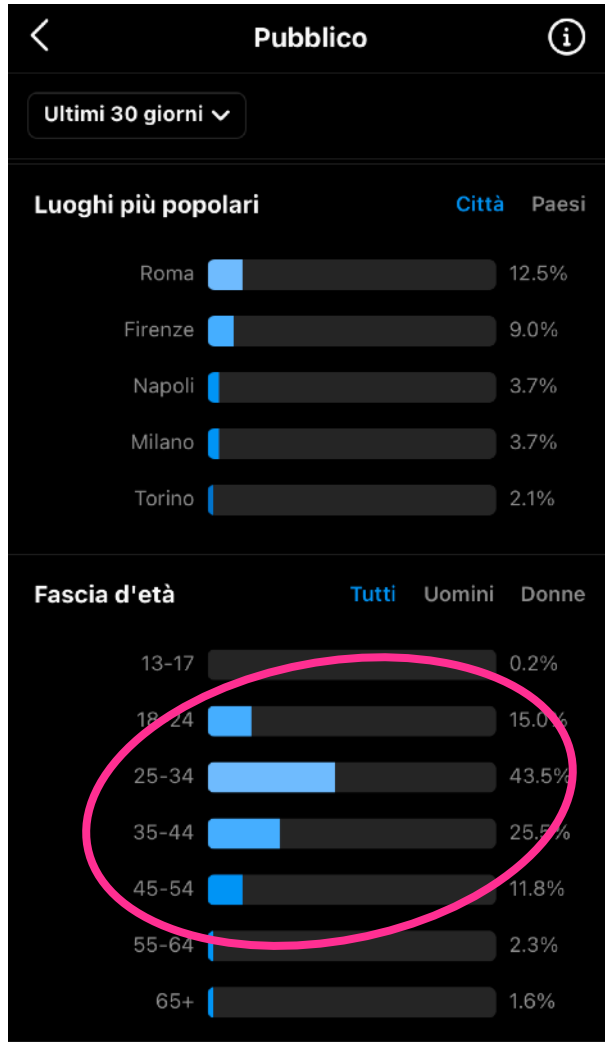 Pubblico
Ultimi 30 giorni
Luoghi più popolari Città Paesi
Roma 12.5%
Firenze 9.0%
Napoli 3.7%
Milano 3.7%
Torino 2.1%
Fascia d'età Tutti Uomini Donne
13-17 0.2%
18-24 15.0%
25-34 43.5%
35-44 25.5%
45-54 11.8%
55-64 2.3%
65+ 1.6%